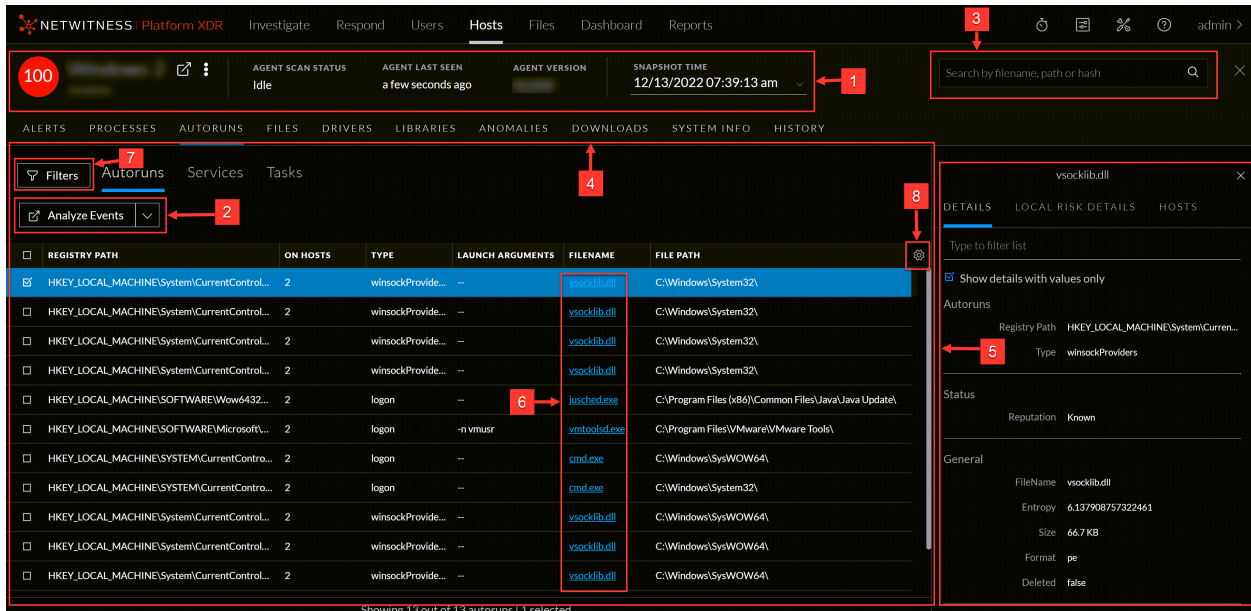 NETWITNESS Platform XDR Investigate Respond Users Hosts Files Dashboard Reports 3 admin >
100 AGENT SCAN STATUS AGENT LAST SEEN AGENT VERSION SNAPSHOT TIME
Idle a few seconds ago 12/13/2022 07:39:13 am 1 Search by filename, path or hash
ALERTS PROCESSES AUTORUNS FILES DRIVERS LIBRARIES ANOMALIES DOWNLOADS SYSTEM INFO HISTORY
7
Filters Autoruns Services Tasks 4
2 8
Analyze Events
REGISTRY PATH ON HOSTS TYPE LAUNCH ARGUMENTS FILENAME FILE PATH
HKEY_LOCAL_MACHINE\System\CurrentControl... 2 winsockProvide... -- vsocklib.dll C:\Windows\System32\
HKEY_LOCAL_MACHINE\System\CurrentControl... 2 winsockProvide... -- vsocklib.dll C:\Windows\System32\
HKEY_LOCAL_MACHINE\System\CurrentControl... 2 winsockProvide... -- vsocklib.dll C:\Windows\System32\
HKEY_LOCAL_MACHINE\System\CurrentControl... 2 winsockProvide... -- vsocklib.dll C:\Windows\System32\
HKEY_LOCAL_MACHINE\SOFTWARE\Wow6432... 2 logon -- 6 jusched.exe C:\Program Files (x86)\Common Files\Java\Java Update\
HKEY_LOCAL_MACHINE\SOFTWARE\Microsoft\... 2 logon -n vmusr vmtoolsd.exe C:\Program Files\VMware\VMware Tools\
HKEY_LOCAL_MACHINE\SYSTEM\CurrentContro... 2 logon -- cmd.exe C:\Windows\SysWOW64\
HKEY_LOCAL_MACHINE\SYSTEM\CurrentContro... 2 logon -- cmd.exe C:\Windows\System32\
HKEY_LOCAL_MACHINE\System\CurrentControl... 2 winsockProvide... -- vsocklib.dll C:\Windows\SysWOW64\
HKEY_LOCAL_MACHINE\System\CurrentControl... 2 winsockProvide... -- vsocklib.dll C:\Windows\SysWOW64\
HKEY_LOCAL_MACHINE\System\CurrentControl... 2 winsockProvide... -- vsocklib.dll C:\Windows\SysWOW64\
Showing 13 out of 13 autoruns | 1 selected
vsocklib.dll
DETAILS LOCAL RISK DETAILS HOSTS
Type to filter list
Show details with values only
Autoruns
Registry Path HKEY_LOCAL_MACHINE\System\Curren...
5 Type winsockProviders
Status
Reputation Known
General
FileName vsocklib.dll
Entropy 6.137908757322461
Size 66.7 KB
Format pe
Deleted false